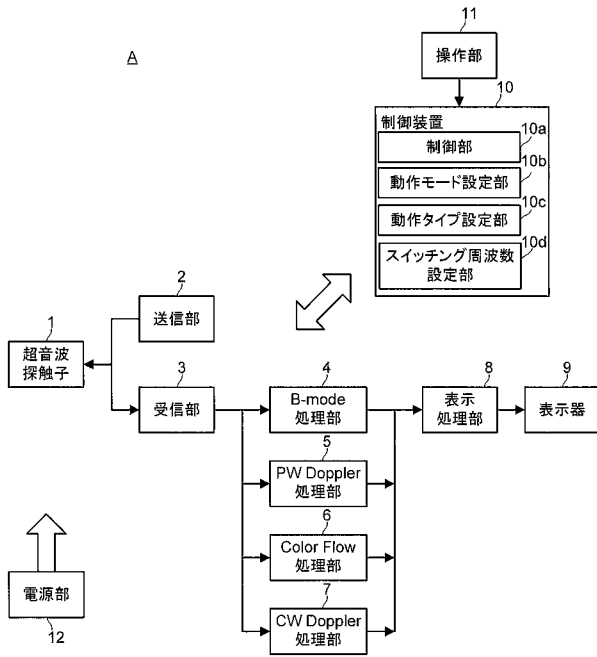 11
操作部
A
10
制御装置
10a
制御部
10b
動作モード設定部
10c
動作タイプ設定部
10d
スイッチング周波数
設定部
2
送信部
1
超音波
探触子
3
受信部
4
B-mode
処理部
8
表示
処理部
9
表示器
5
PW Doppler
処理部
6
Color Flow
処理部
7
CW Doppler
処理部
電源部
12